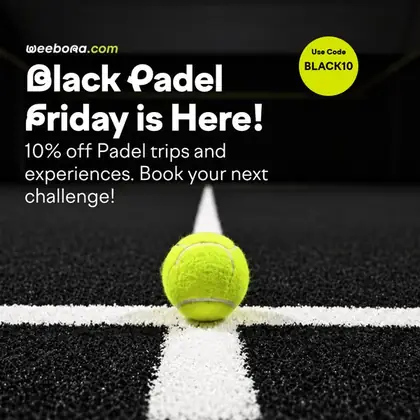 weebora.com
Use Code
BLACK10
Black Padel
Friday is Here!
10% off Padel trips and
experiences. Book your next
challenge!